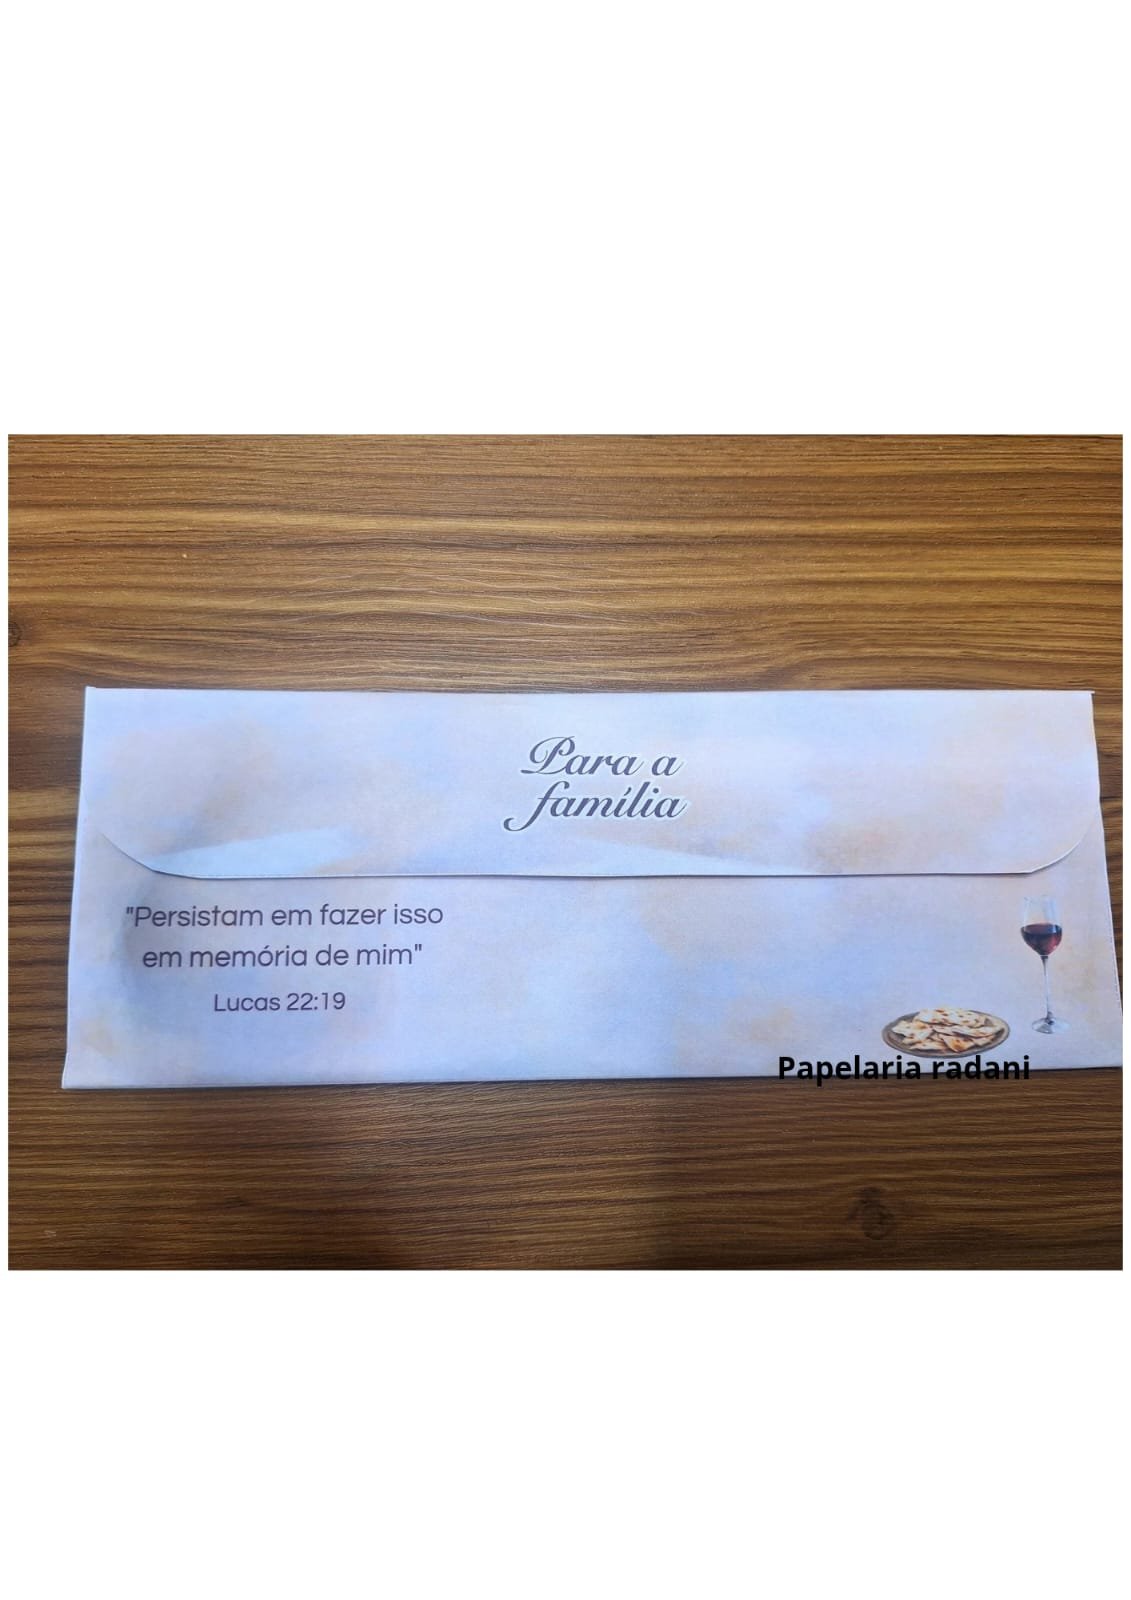 Para a
família
"Persistam em fazer isso
em memória de mim"
Lucas 22:19
Papelaria radani